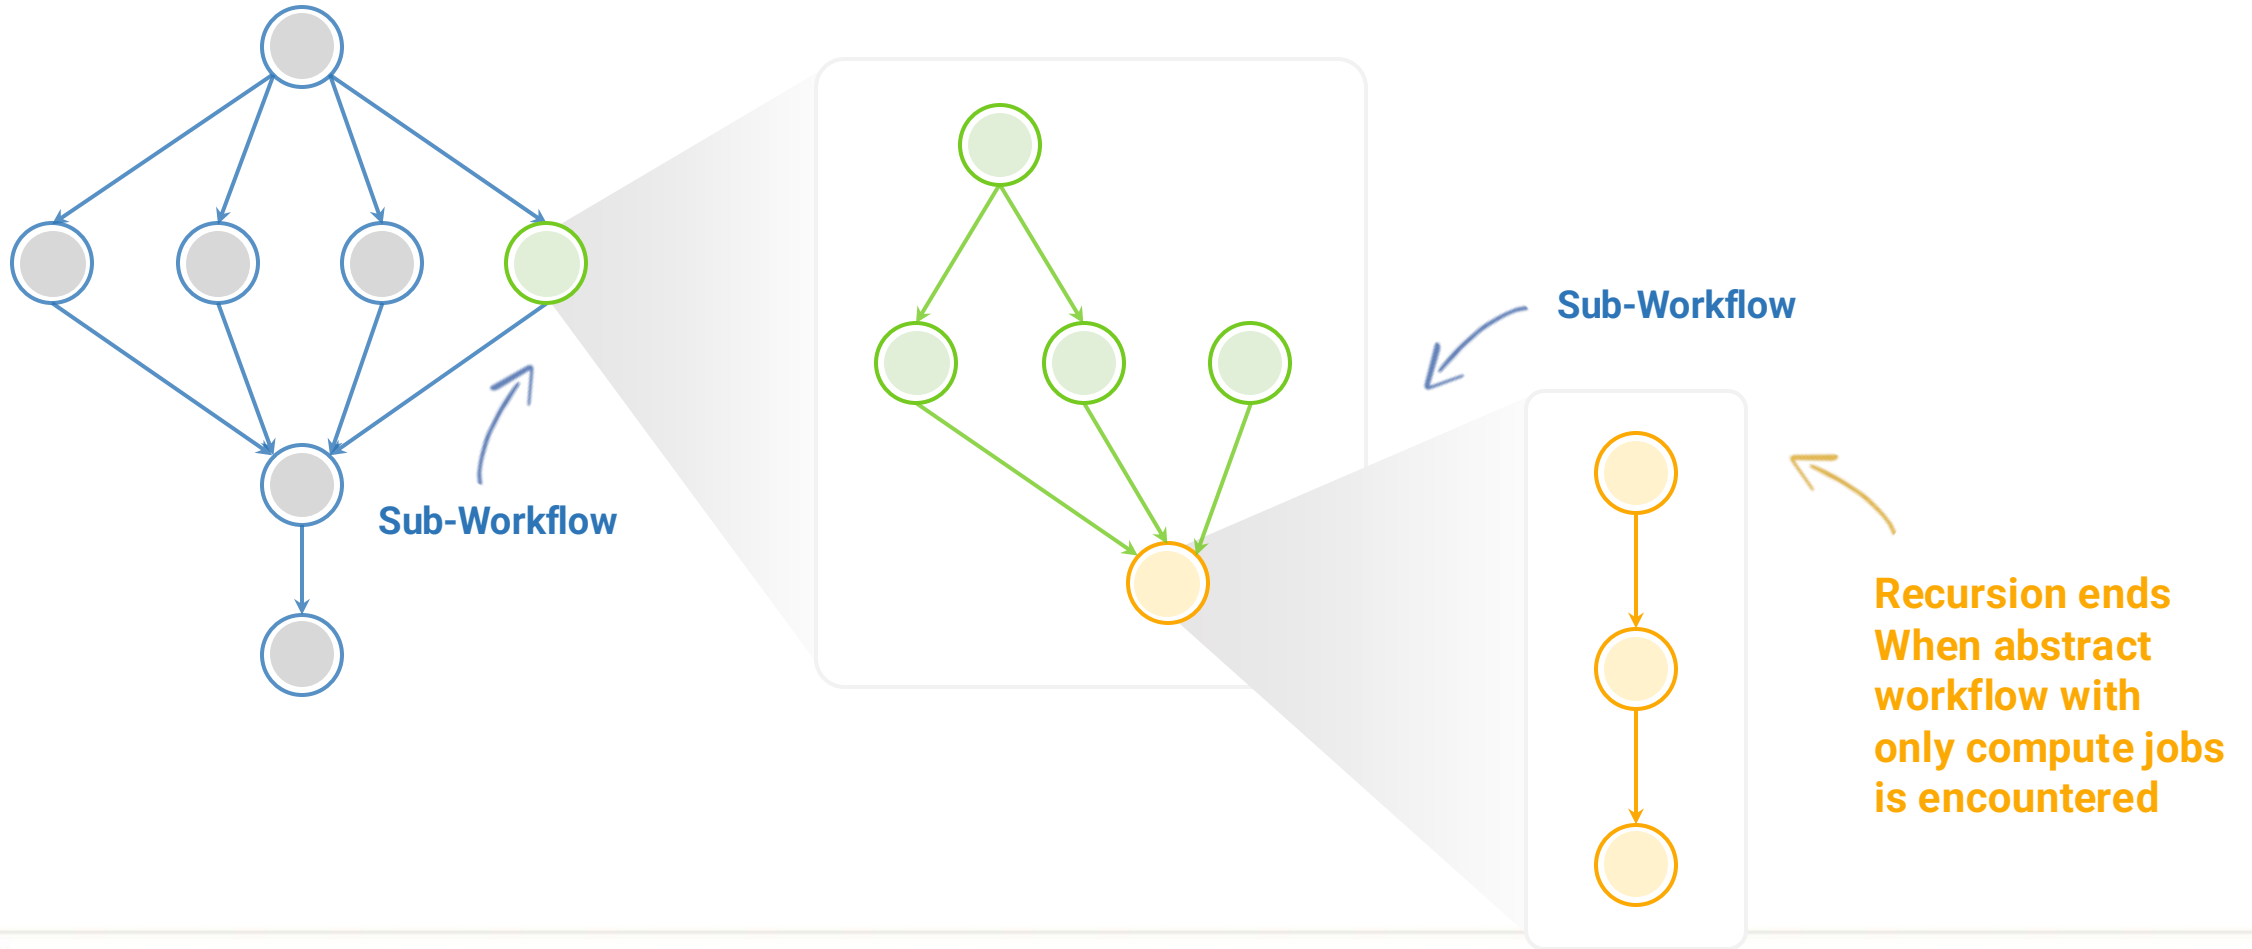 Sub-Workflow
Sub-Workflow
Recursion ends
When abstract
workflow with
only compute jobs
is encountered